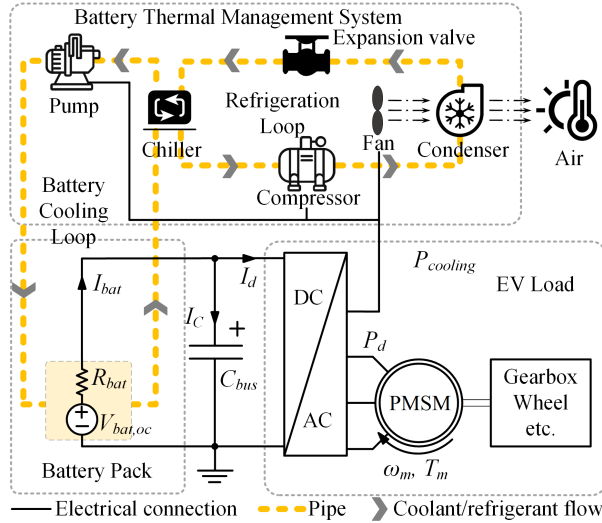 Battery Thermal Management System
Expansion valve
Pump
Refrigeration
Loop
Fan
Chiller
Condenser
Air
Compressor
Battery
Cooling
Loop
P_cooling
EV Load
I_bat
I_d
DC
I_C
+
C_bus
P_d
R_bat
V_bat,oc
AC
PMSM
Gearbox
Wheel
etc.
ω_m, T_m
Battery Pack
Electrical connection
Pipe
Coolant/refrigerant flow